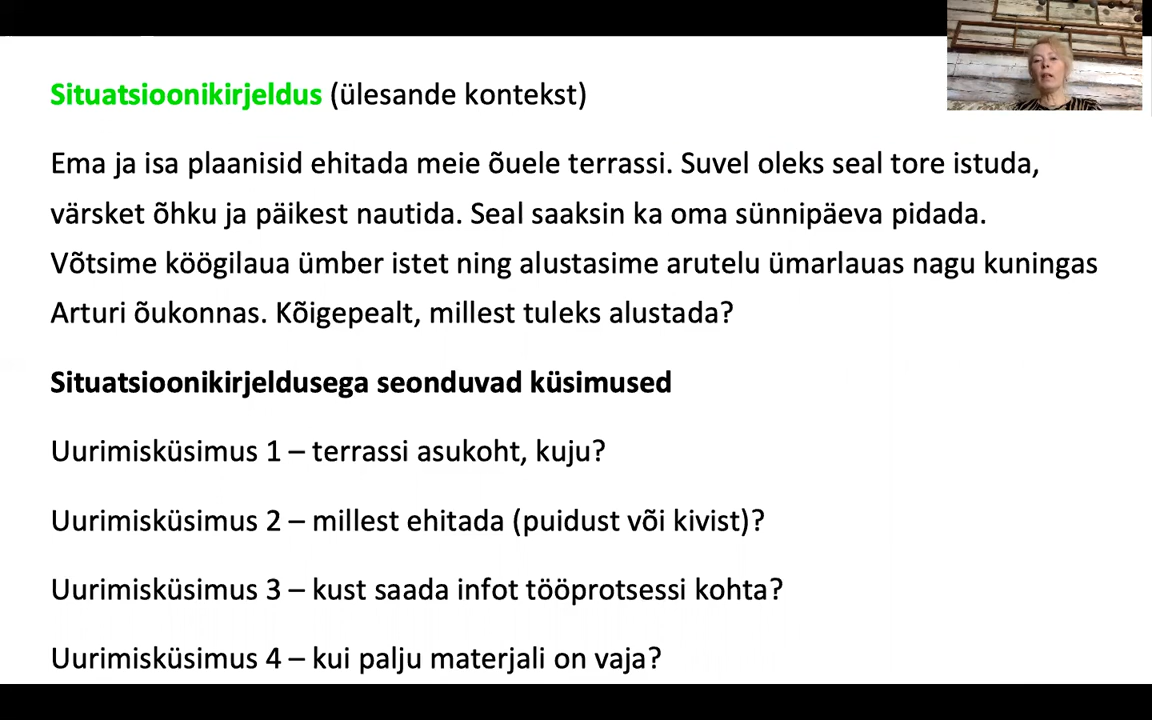 Situatsioonikirjeldus (ülesande kontekst)
Ema ja isa plaanisid ehitada meie õuele terrassi. Suvel oleks seal tore istuda,
värsket õhku ja päikest nautida. Seal saaksin ka oma sünnipäeva pidada.
Võtsime köögilaua ümber istet ning alustasime arutelu ümarlauas nagu kuningas
Arturi õukonnas. Kõigepealt, millest tuleks alustada?
Situatsioonikirjeldusega seonduvad küsimused
Uurimisküsimus 1 – terrassi asukoht, kuju?
Uurimisküsimus 2 – millest ehitada (puidust või kivist)?
Uurimisküsimus 3 – kust saada infot tööprotsessi kohta?
Uurimisküsimus 4 – kui palju materjali on vaja?